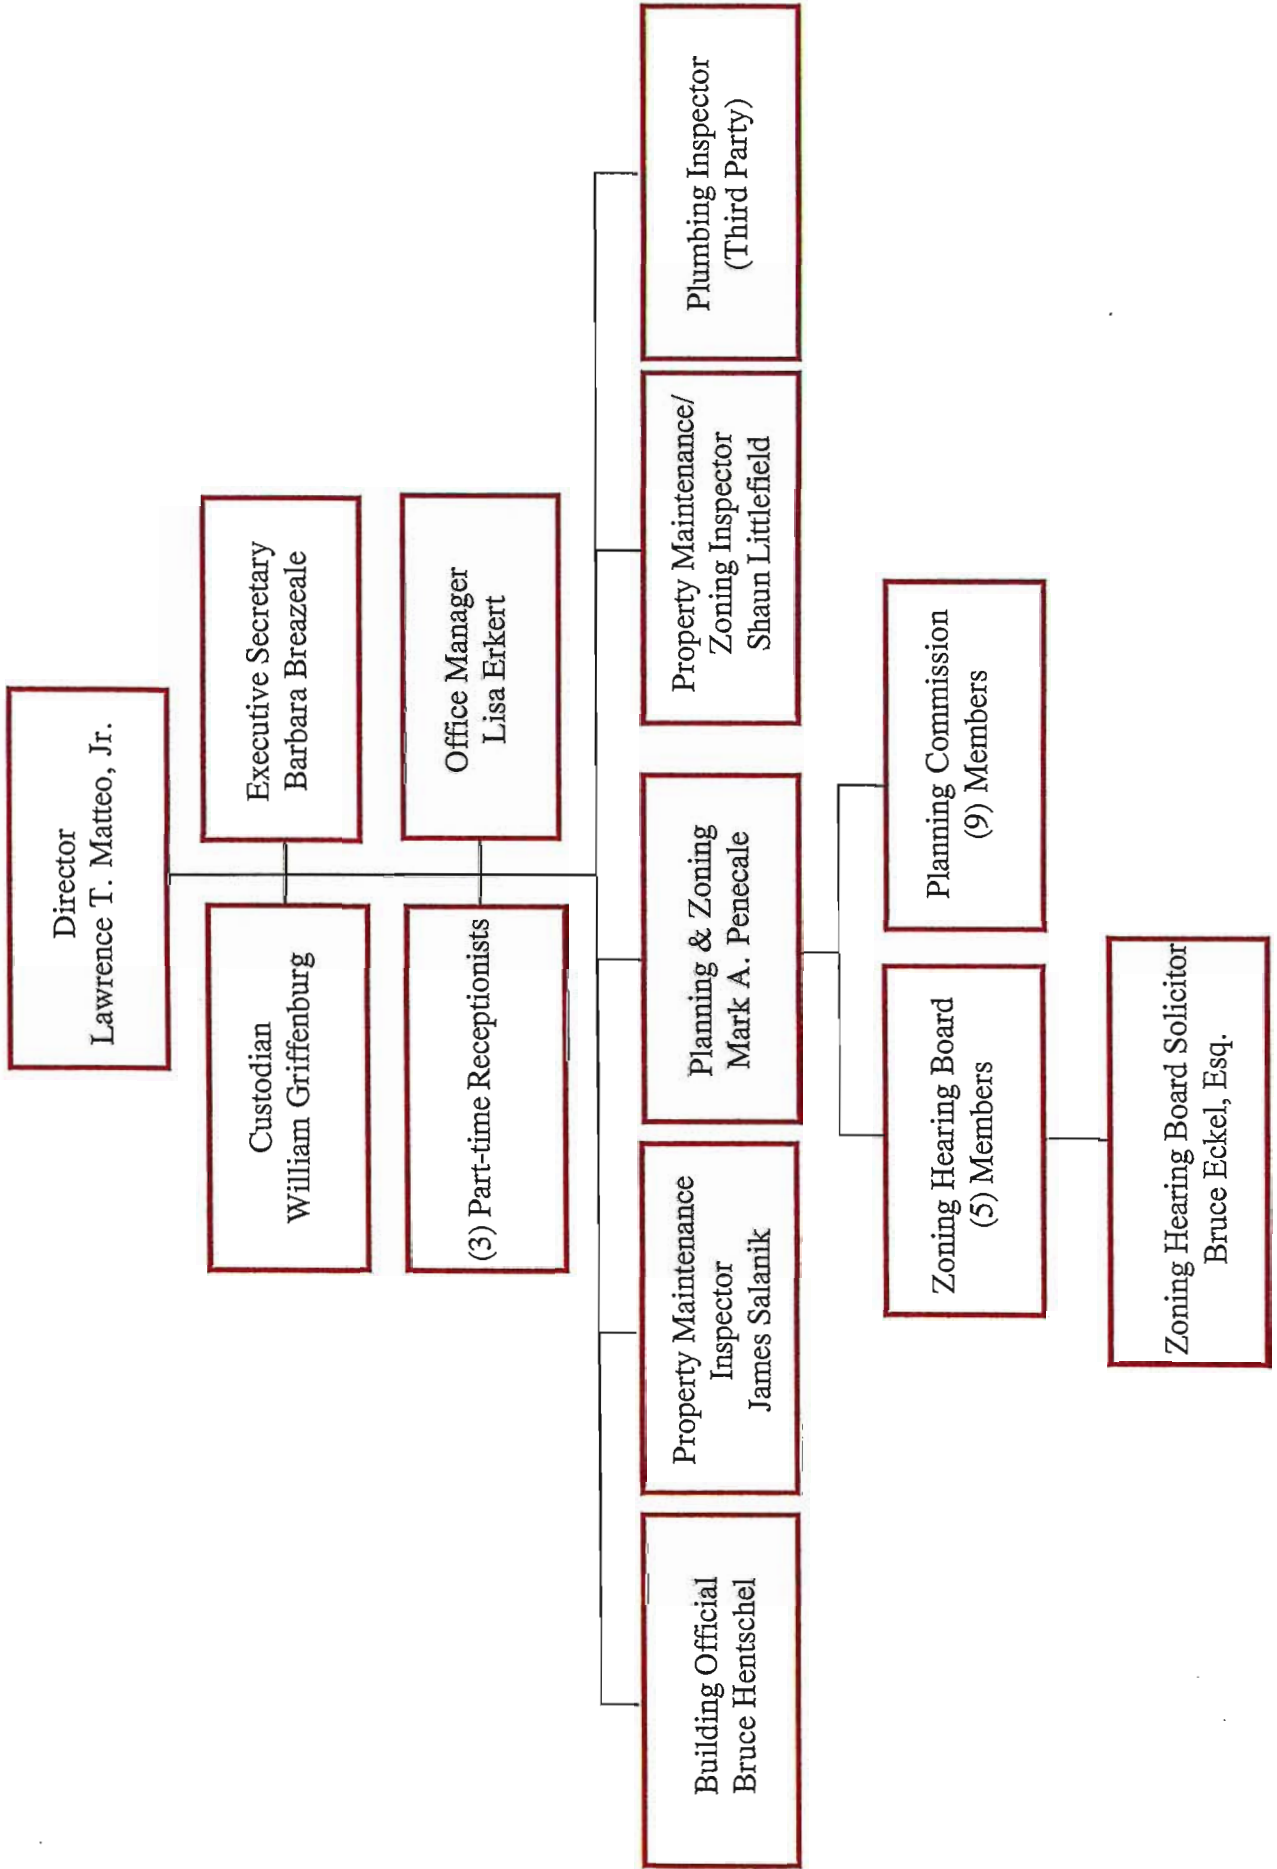 Director
Lawrence T. Matteo, Jr.
Custodian
William Griffenburg
Executive Secretary
Barbara Breazeale
(3) Part-time Receptionists
Office Manager
Lisa Erkert
Building Official
Bruce Hentschel
Property Maintenance
Inspector
James Salanik
Planning & Zoning
Mark A. Penecale
Property Maintenance/
Zoning Inspector
Shaun Littlefield
Plumbing Inspector
(Third Party)
Zoning Hearing Board
(5) Members
Planning Commission
(9) Members
Zoning Hearing Board Solicitor
Bruce Eckel, Esq.